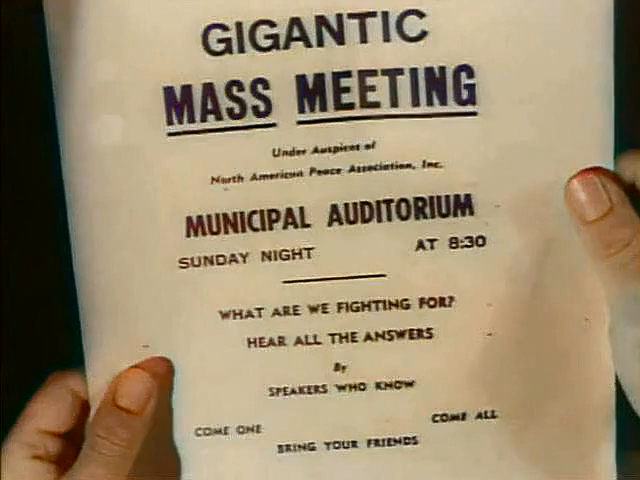 GIGANTIC
MASS MEETING
Under Auspices of
North American Peace Association, Inc.
MUNICIPAL AUDITORIUM
SUNDAY NIGHT AT 8:30
WHAT ARE WE FIGHTING FOR?
HEAR ALL THE ANSWERS
By
SPEAKERS WHO KNOW
COME ONE COME ALL
BRING YOUR FRIENDS